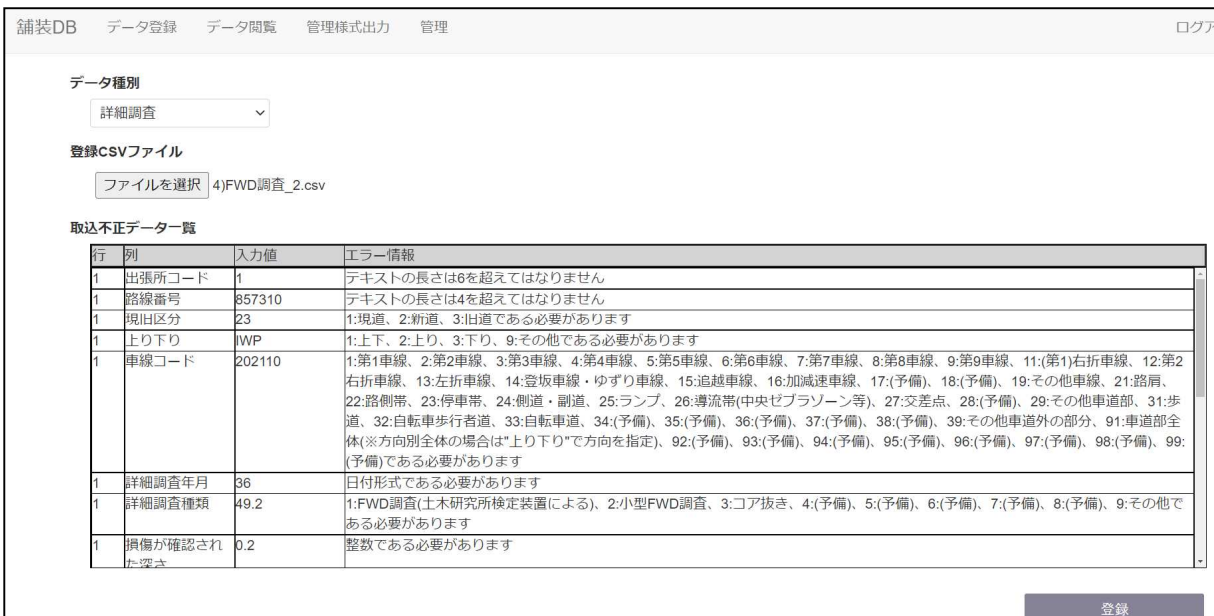 舗装DB データ登録 データ閲覧 管理様式出力 管理 ログア
データ種別
詳細調査
登録CSVファイル
ファイルを選択 4)FWD調査_2.csv
取込不正データ一覧
行 列 入力値 エラー情報
1 出張所コード 1 テキストの長さは6を超えてはなりません
1 路線番号 857310 テキストの長さは4を超えてはなりません
1 現旧区分 23 1:現道、2:新道、3:旧道である必要があります
1 上り下り IWP 1:上下、2:上り、3:下り、9:その他である必要があります
1 車線コード 202110 1:第1車線、2:第2車線、3:第3車線、4:第4車線、5:第5車線、6:第6車線、7:第7車線、8:第8車線、9:第9車線、11:(第1)右折車線、12:第2
右折車線、13:左折車線、14:登坂車線・ゆずり車線、15:追越車線、16:加減速車線、17:(予備)、18:(予備)、19:その他車線、21:路肩、
22:路側帯、23:停車帯、24:側道・副道、25:ランプ、26:導流帯(中央ゼブラゾーン等)、27:交差点、28:(予備)、29:その他車道部、31:歩
道、32:自転車歩行者道、33:自転車道、34:(予備)、35:(予備)、36:(予備)、37:(予備)、38:(予備)、39:その他車道外の部分、91:車道部全
体(※方向別全体の場合は"上り下り"で方向を指定)、92:(予備)、93:(予備)、94:(予備)、95:(予備)、96:(予備)、97:(予備)、98:(予備)、99:
(予備)である必要があります
1 詳細調査年月 36 日付形式である必要があります
1 詳細調査種類 49.2 1:FWD調査(土木研究所検定装置による)、2:小型FWD調査、3:コア抜き、4:(予備)、5:(予備)、6:(予備)、7:(予備)、8:(予備)、9:その他で
ある必要があります
1 損傷が確認され 0.2 整数である必要があります
た深さ
登録